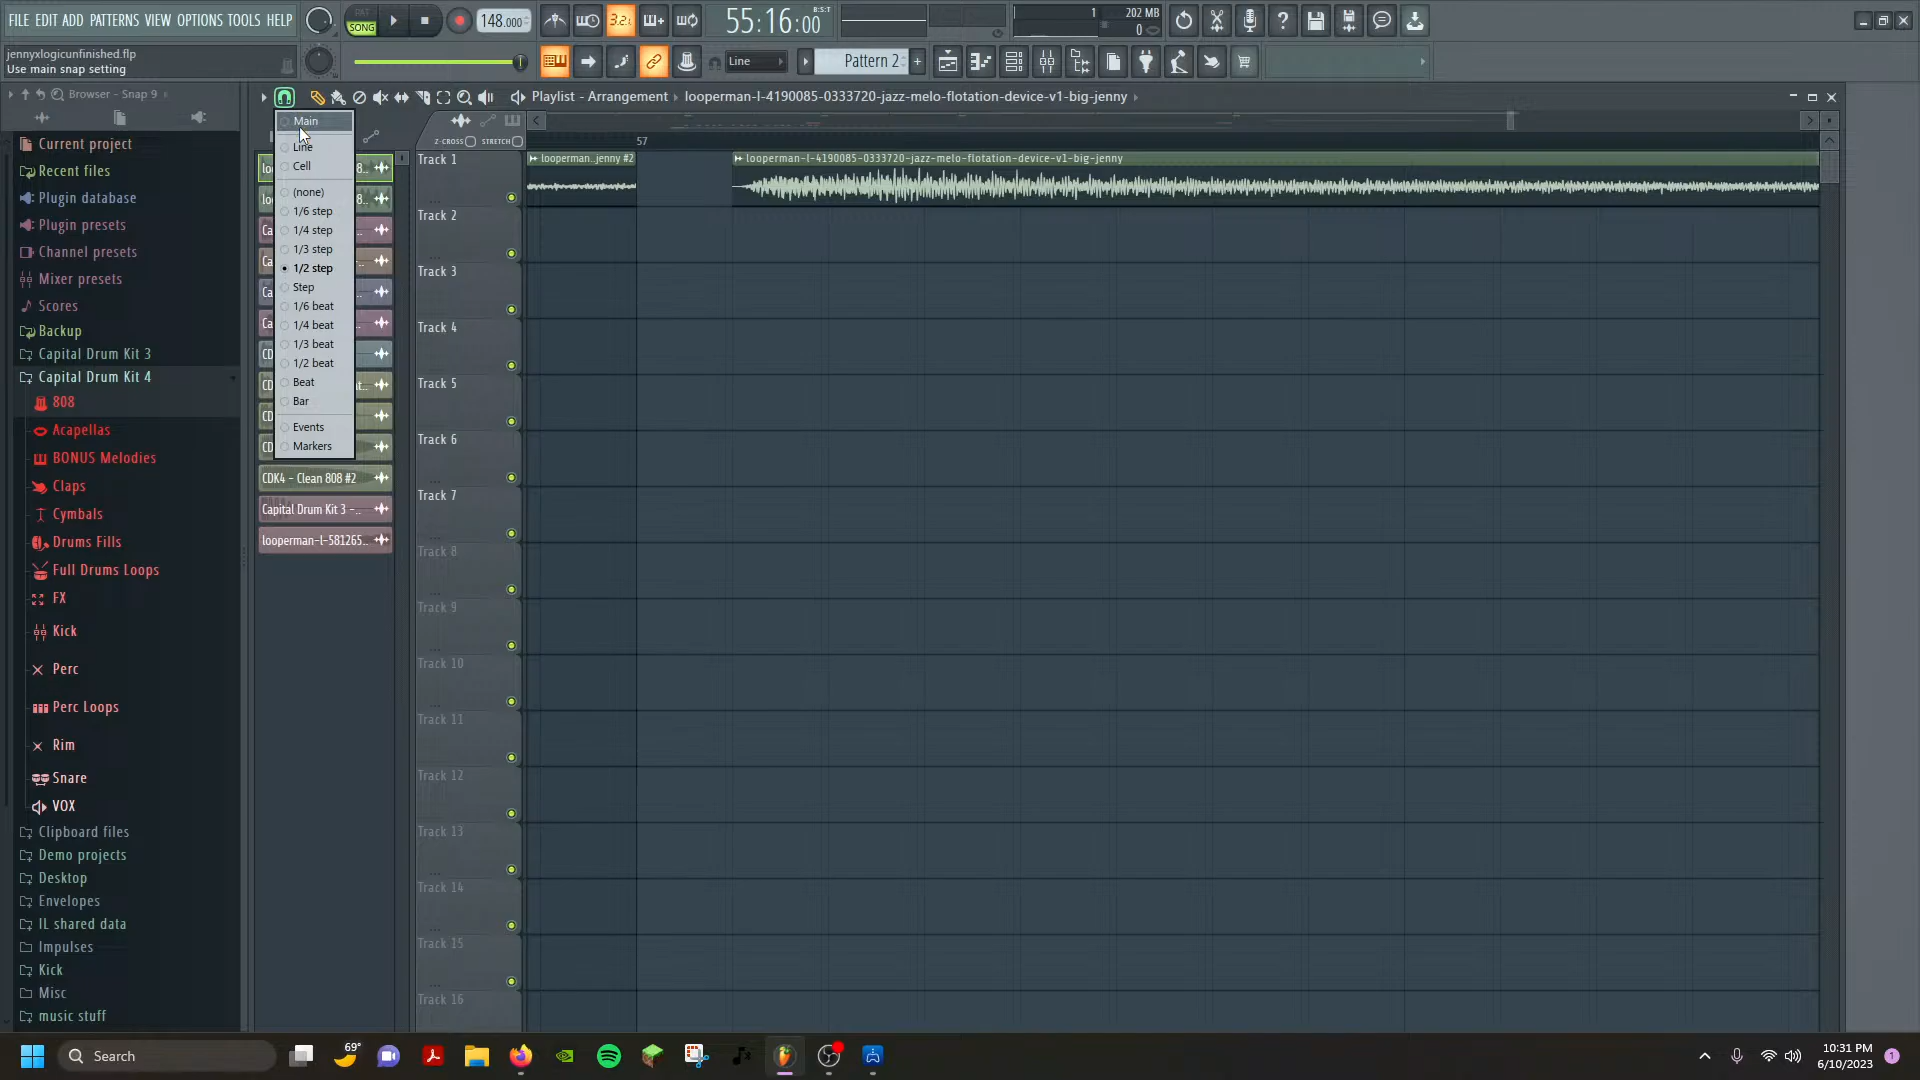 FILE EDIT ADD PATTERNS VIEW OPTIONS TOOLS HELP
PAT
SONG
148.000
3.2.
55:16:00
B:S:T
1
202 MB
0
jennyxlogicunfinished.flp
Use main snap setting
Line
Pattern 2
Browser - Snap 9
Playlist - Arrangement
looperman-l-4190085-0333720-jazz-melo-flotation-device-v1-big-jenny
Main
Line
Cell
(none)
1/6 step
1/4 step
1/3 step
1/2 step
Step
1/6 beat
1/4 beat
1/3 beat
1/2 beat
Beat
Bar
Events
Markers
Z-CROSS
STRETCH
57
Current project
Recent files
Plugin database
Plugin presets
Channel presets
Mixer presets
Scores
Backup
Capital Drum Kit 3
Capital Drum Kit 4
808
Acapellas
BONUS Melodies
Claps
Cymbals
Drums Fills
Full Drums Loops
FX
Kick
Perc
Perc Loops
Rim
Snare
VOX
Clipboard files
Demo projects
Desktop
Envelopes
IL shared data
Impulses
Kick
Misc
music stuff
CDK4 - Clean 808 #2
Capital Drum Kit 3 -..
looperman-l-581265..
Track 1
looperman..jenny #2
looperman-l-4190085-0333720-jazz-melo-flotation-device-v1-big-jenny
Track 2
Track 3
Track 4
Track 5
Track 6
Track 7
Track 8
Track 9
Track 10
Track 11
Track 12
Track 13
Track 14
Track 15
Track 16
Search
69°
10:31 PM
6/10/2023
1